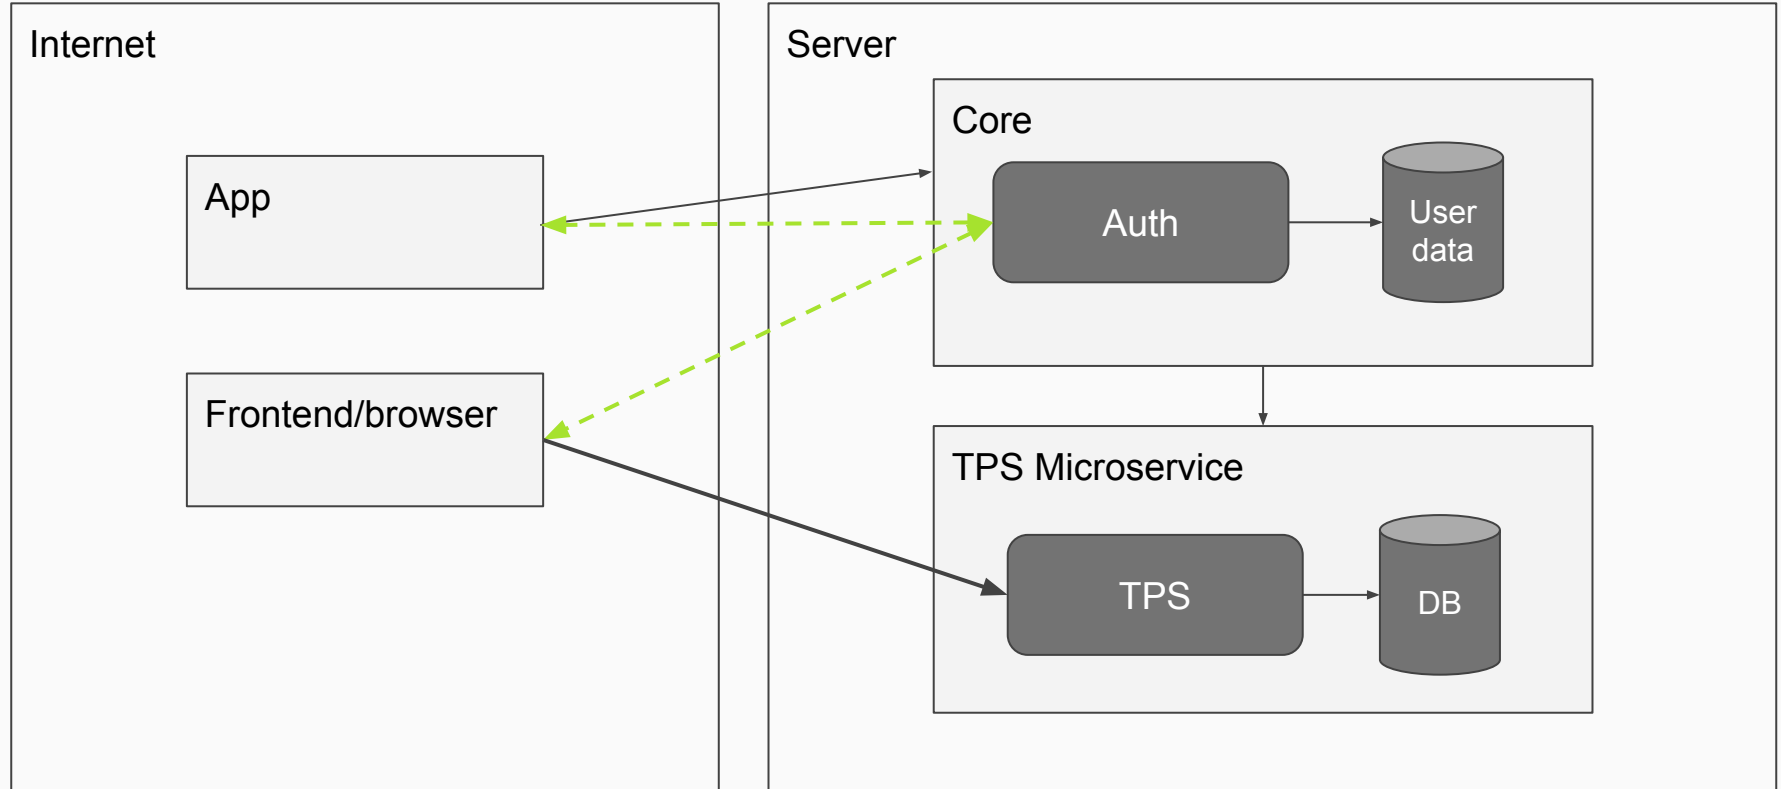 Internet
Server
Core
App
Auth
User
data
Frontend/browser
TPS Microservice
TPS
DB